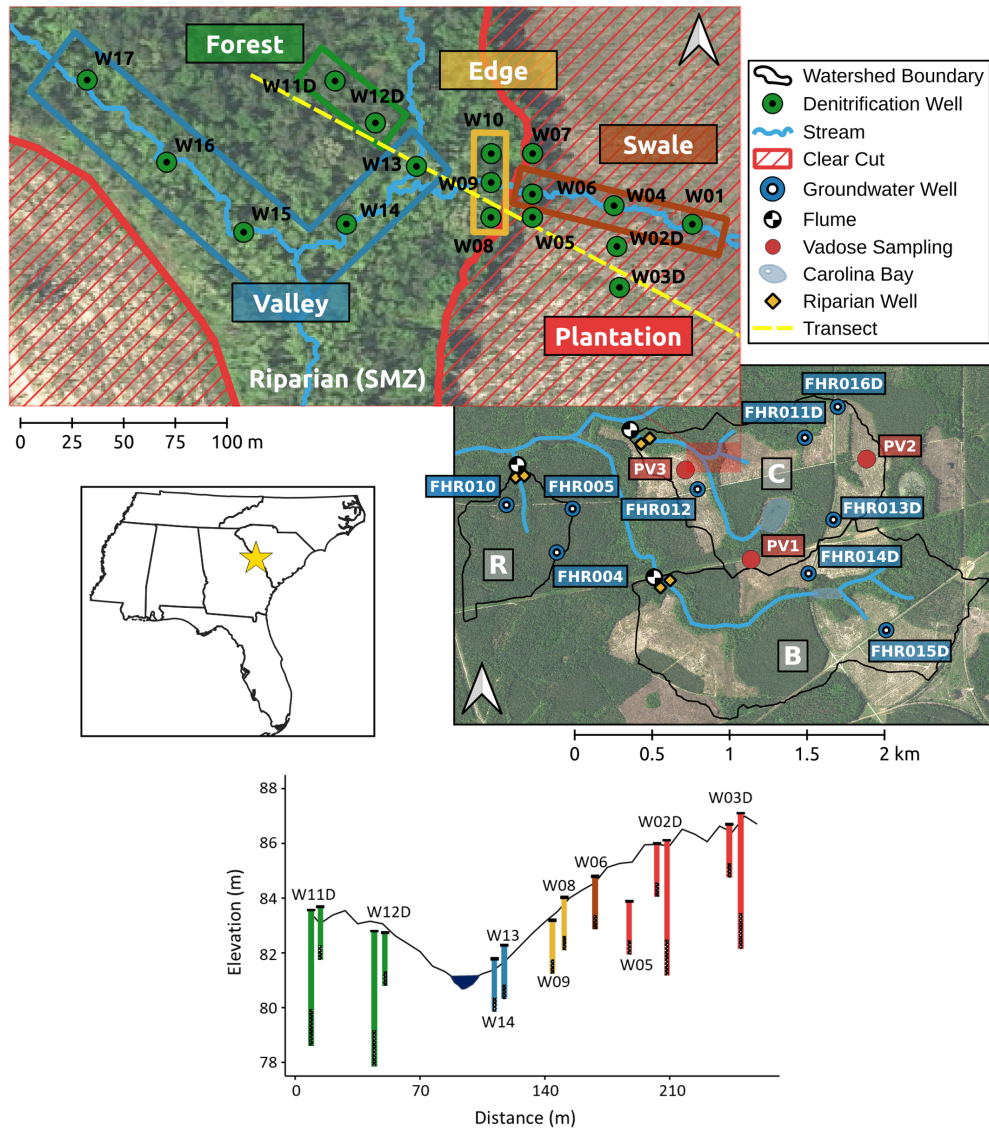 Forest
Edge
Swale
Valley
Plantation
Riparian (SMZ)
W17
W11D
W12D
W10
W07
W16
W13
W09
W06
W04
W01
W15
W14
W08
W05
W02D
W03D
0 25 50 75 100 m
Watershed Boundary
Denitrification Well
Stream
Clear Cut
Groundwater Well
Flume
Vadose Sampling
Carolina Bay
Riparian Well
Transect
FHR016D
FHR011D
PV2
PV3
C
FHR010
FHR005
FHR012
FHR013D
PV1
FHR014D
R
FHR004
B
FHR015D
0 0.5 1 1.5 2 km
Elevation (m)
88
86
84
82
80
78
W03D
W02D
W06
W11D
W08
W12D
W13
W05
W09
W14
0 70 140 210
Distance (m)